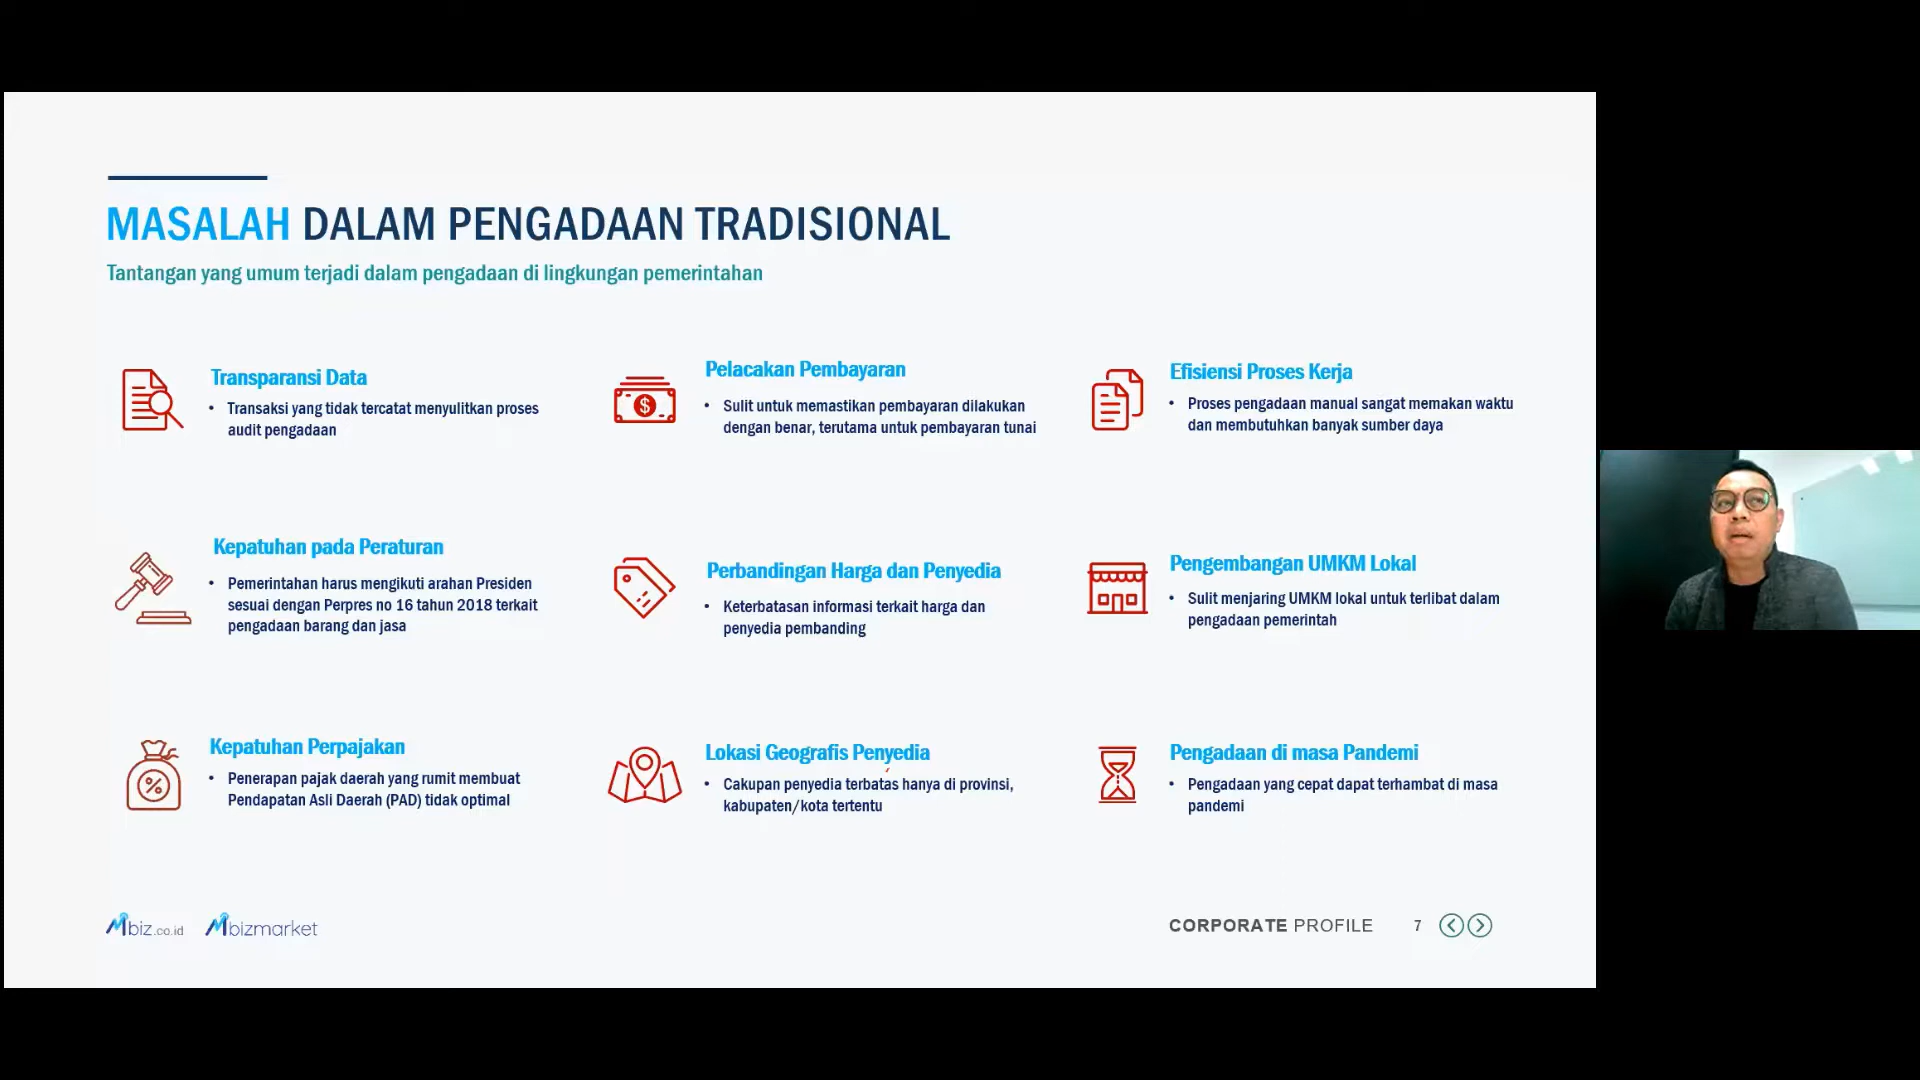 MASALAH DALAM PENGADAAN TRADISIONAL
Tantangan yang umum terjadi dalam pengadaan di lingkungan pemerintahan
Transparansi Data
• Transaksi yang tidak tercatat menyulitkan proses
audit pengadaan
Pelacakan Pembayaran
• Sulit untuk memastikan pembayaran dilakukan
dengan benar, terutama untuk pembayaran tunai
Efisiensi Proses Kerja
• Proses pengadaan manual sangat memakan waktu
dan membutuhkan banyak sumber daya
Kepatuhan pada Peraturan
• Pemerintahan harus mengikuti arahan Presiden
sesuai dengan Perpres no 16 tahun 2018 terkait
pengadaan barang dan jasa
Perbandingan Harga dan Penyedia
• Keterbatasan informasi terkait harga dan
penyedia pembanding
Pengembangan UMKM Lokal
• Sulit menjaring UMKM lokal untuk terlibat dalam
pengadaan pemerintah
Kepatuhan Perpajakan
• Penerapan pajak daerah yang rumit membuat
Pendapatan Asli Daerah (PAD) tidak optimal
Lokasi Geografis Penyedia
• Cakupan penyedia terbatas hanya di provinsi,
kabupaten/kota tertentu
Pengadaan di masa Pandemi
• Pengadaan yang cepat dapat terhambat di masa
pandemi
Mbiz.co.id Mbizmarket
CORPORATE PROFILE 7